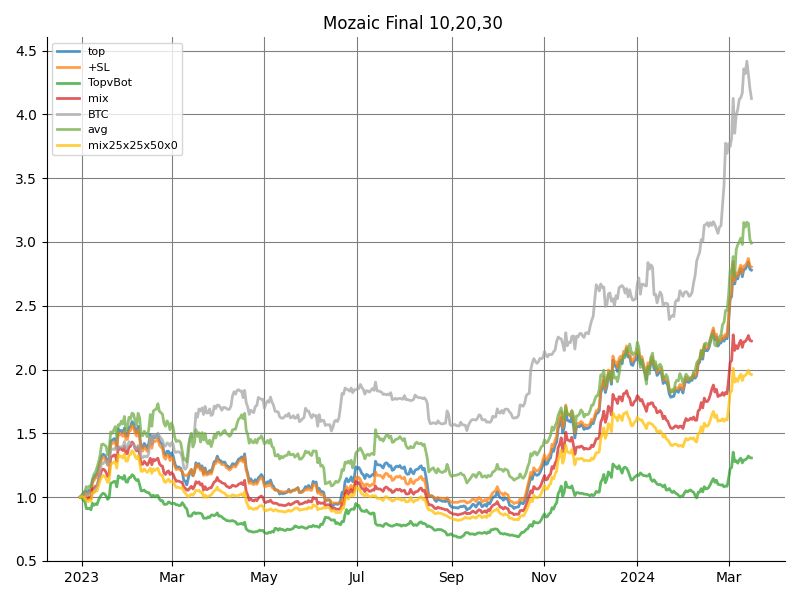 Mozaic Final 10,20,30
top
+SL
TopvBot
mix
BTC
avg
mix25x25x50x0
4.5
4.0
3.5
3.0
2.5
2.0
1.5
1.0
0.5
2023 Mar May Jul Sep Nov 2024 Mar